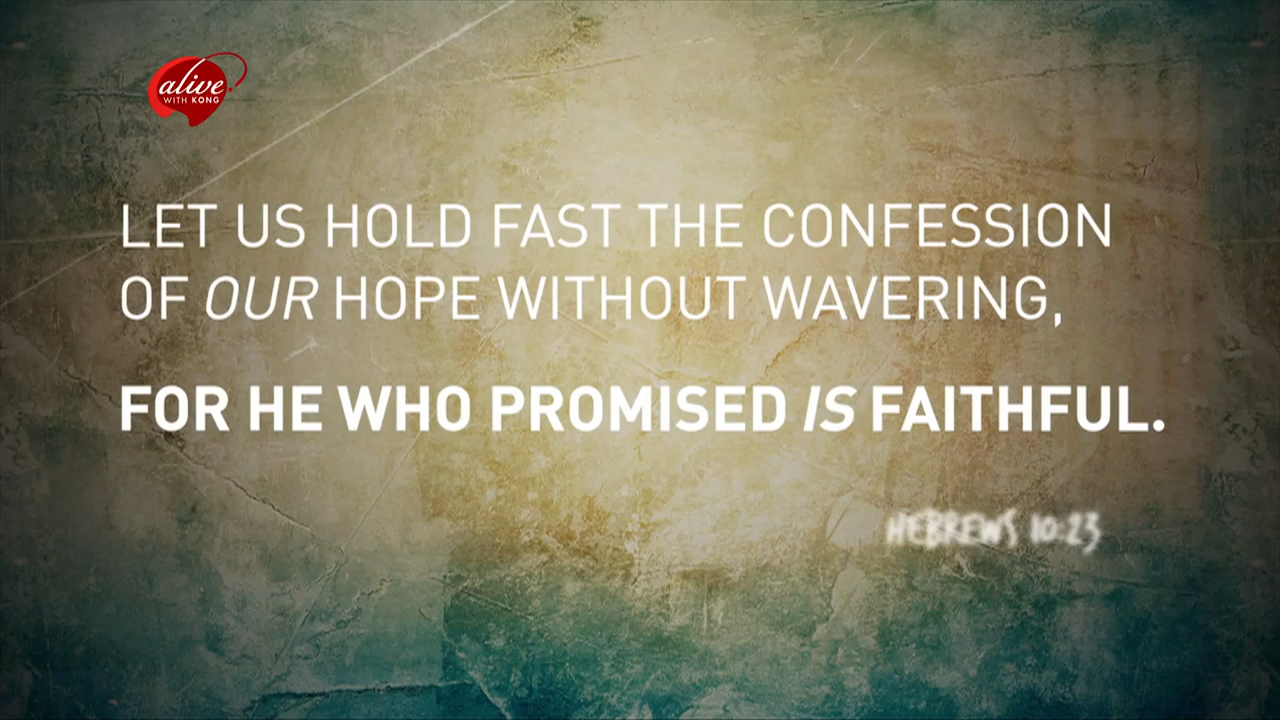 alive
WITH KONG
LET US HOLD FAST THE CONFESSION
OF OUR HOPE WITHOUT WAVERING,
FOR HE WHO PROMISED IS FAITHFUL.
HEBREWS 10:23